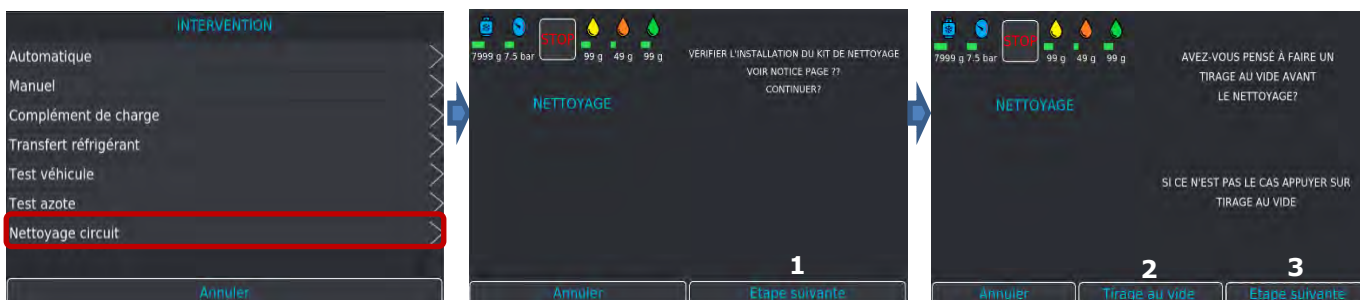 INTERVENTION
Automatique
Manuel
Complément de charge
Transfert réfrigérant
Test véhicule
Test azote
Nettoyage circuit
Annuler
STOP
7999 g 7.5 bar 99 g 49 g 99 g
NETTOYAGE
VERIFIER L'INSTALLATION DU KIT DE NETTOYAGE
VOIR NOTICE PAGE ??
CONTINUER?
1
Annuler Etape suivante
STOP
7999 g 7.5 bar 99 g 49 g 99 g
NETTOYAGE
AVEZ-VOUS PENSÉ À FAIRE UN
TIRAGE AU VIDE AVANT
LE NETTOYAGE?
SI CE N'EST PAS LE CAS APPUYER SUR
TIRAGE AU VIDE
2 3
Annuler Tirage au vide Etape suivante